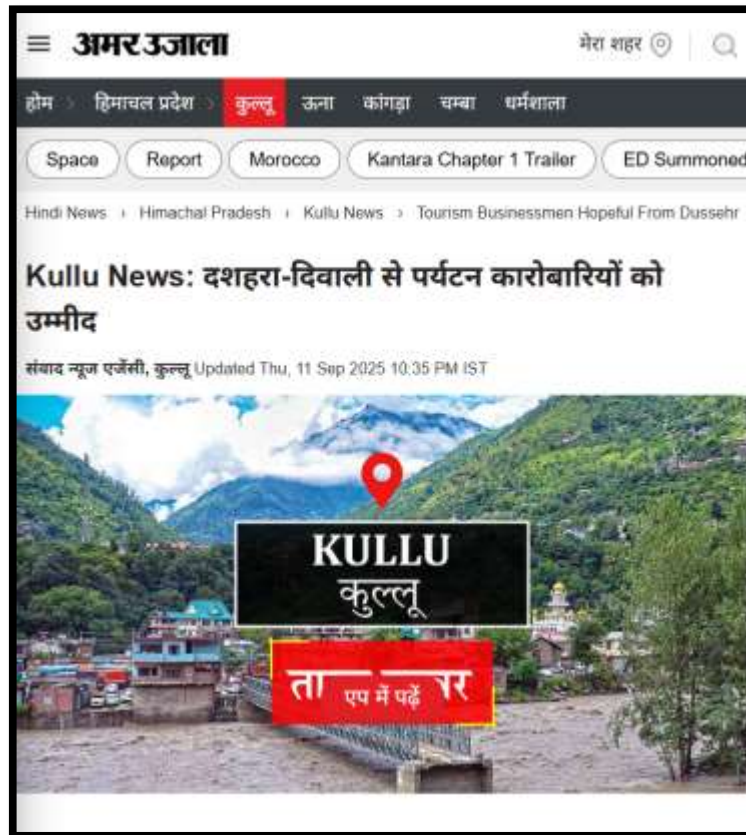 अमर उजाला
मेरा शहर
होम › हिमाचल प्रदेश › कुल्लू ऊना कांगड़ा चम्बा धर्मशाला
Space Report Morocco Kantara Chapter 1 Trailer ED Summoned
Hindi News › Himachal Pradesh › Kullu News › Tourism Businessmen Hopeful From Dussehr
Kullu News: दशहरा-दिवाली से पर्यटन कारोबारियों को
उम्मीद
संवाद न्यूज एजेंसी, कुल्लू Updated Thu, 11 Sep 2025 10:35 PM IST
KULLU
कुल्लू
एप में पढ़ें